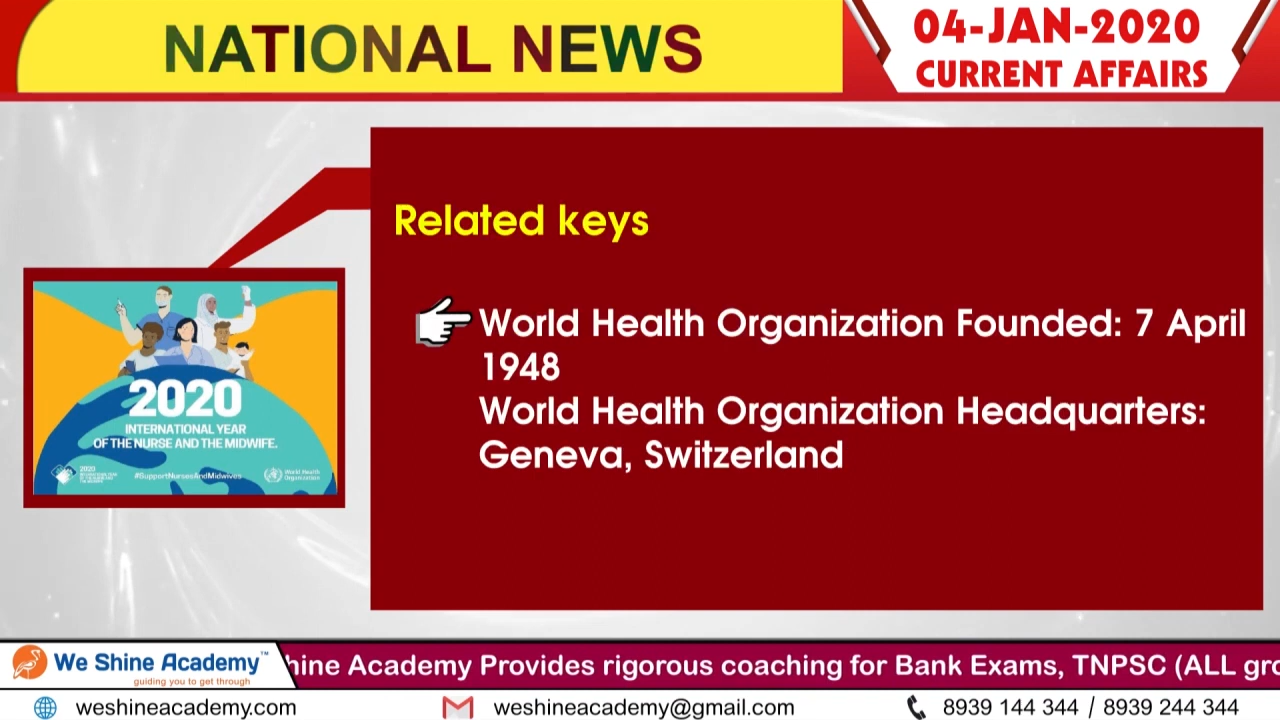 NATIONAL NEWS
04-JAN-2020
CURRENT AFFAIRS
Related keys
World Health Organization Founded: 7 April
1948
World Health Organization Headquarters:
Geneva, Switzerland
2020
INTERNATIONAL YEAR
OF THE NURSE AND THE MIDWIFE.
2020
#SupportNursesAndMidwives
World Health
Organization
We Shine Academy™
guiding you to get through
hine Academy Provides rigorous coaching for Bank Exams, TNPSC (ALL gro
weshineacademy.com
weshineacademy@gmail.com
8939 144 344 / 8939 244 344